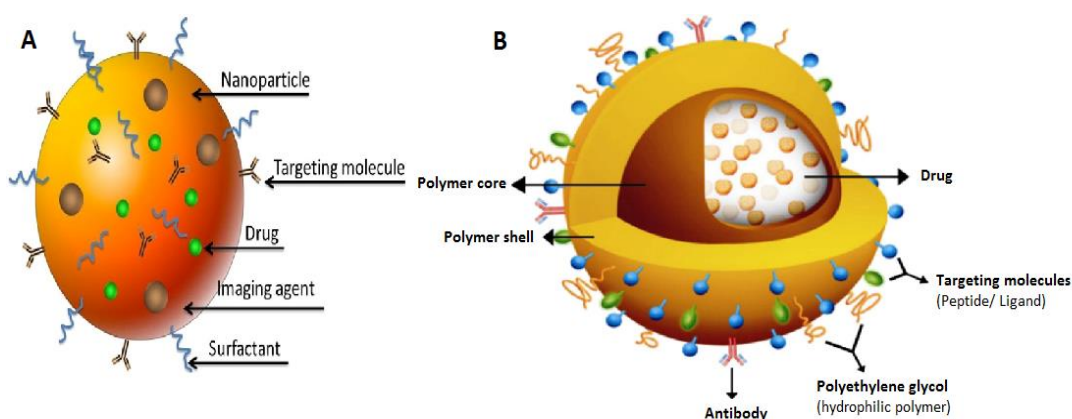 A
Nanoparticle
Targeting molecule
Drug
Imaging agent
Surfactant
B
Polymer core
Polymer shell
Drug
Targeting molecules
(Peptide/ Ligand)
Polyethylene glycol
(hydrophilic polymer)
Antibody